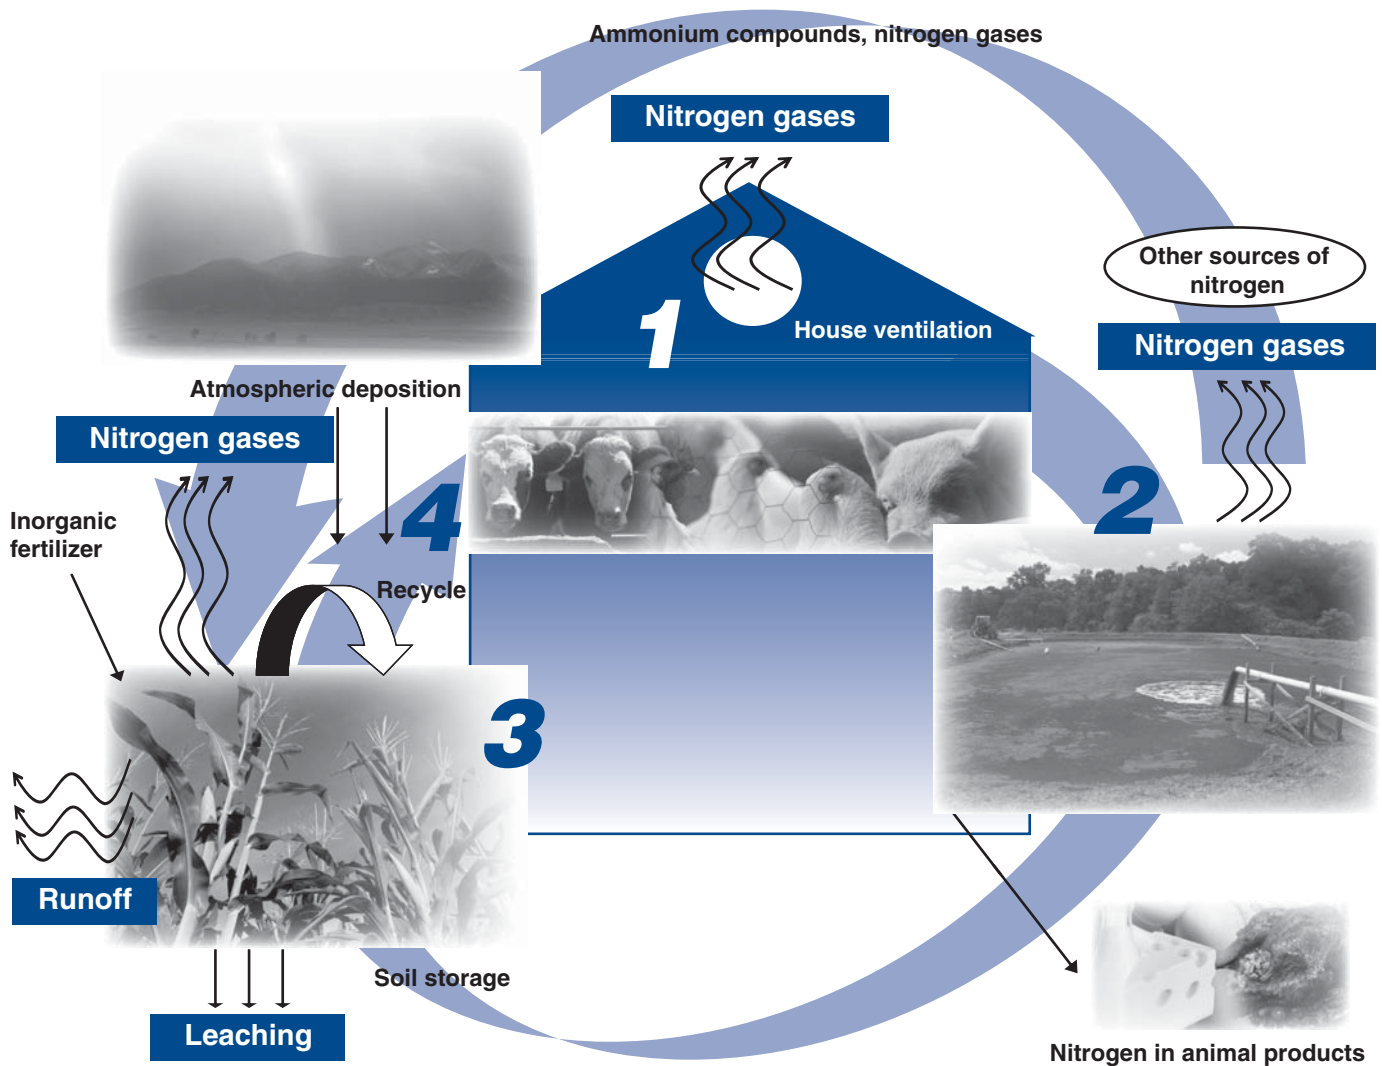 Ammonium compounds, nitrogen gases
Nitrogen gases
Other sources of
nitrogen
1
House ventilation
Nitrogen gases
Atmospheric deposition
Nitrogen gases
2
4
Inorganic
fertilizer
Recycle
3
Runoff
Soil storage
Leaching
Nitrogen in animal products